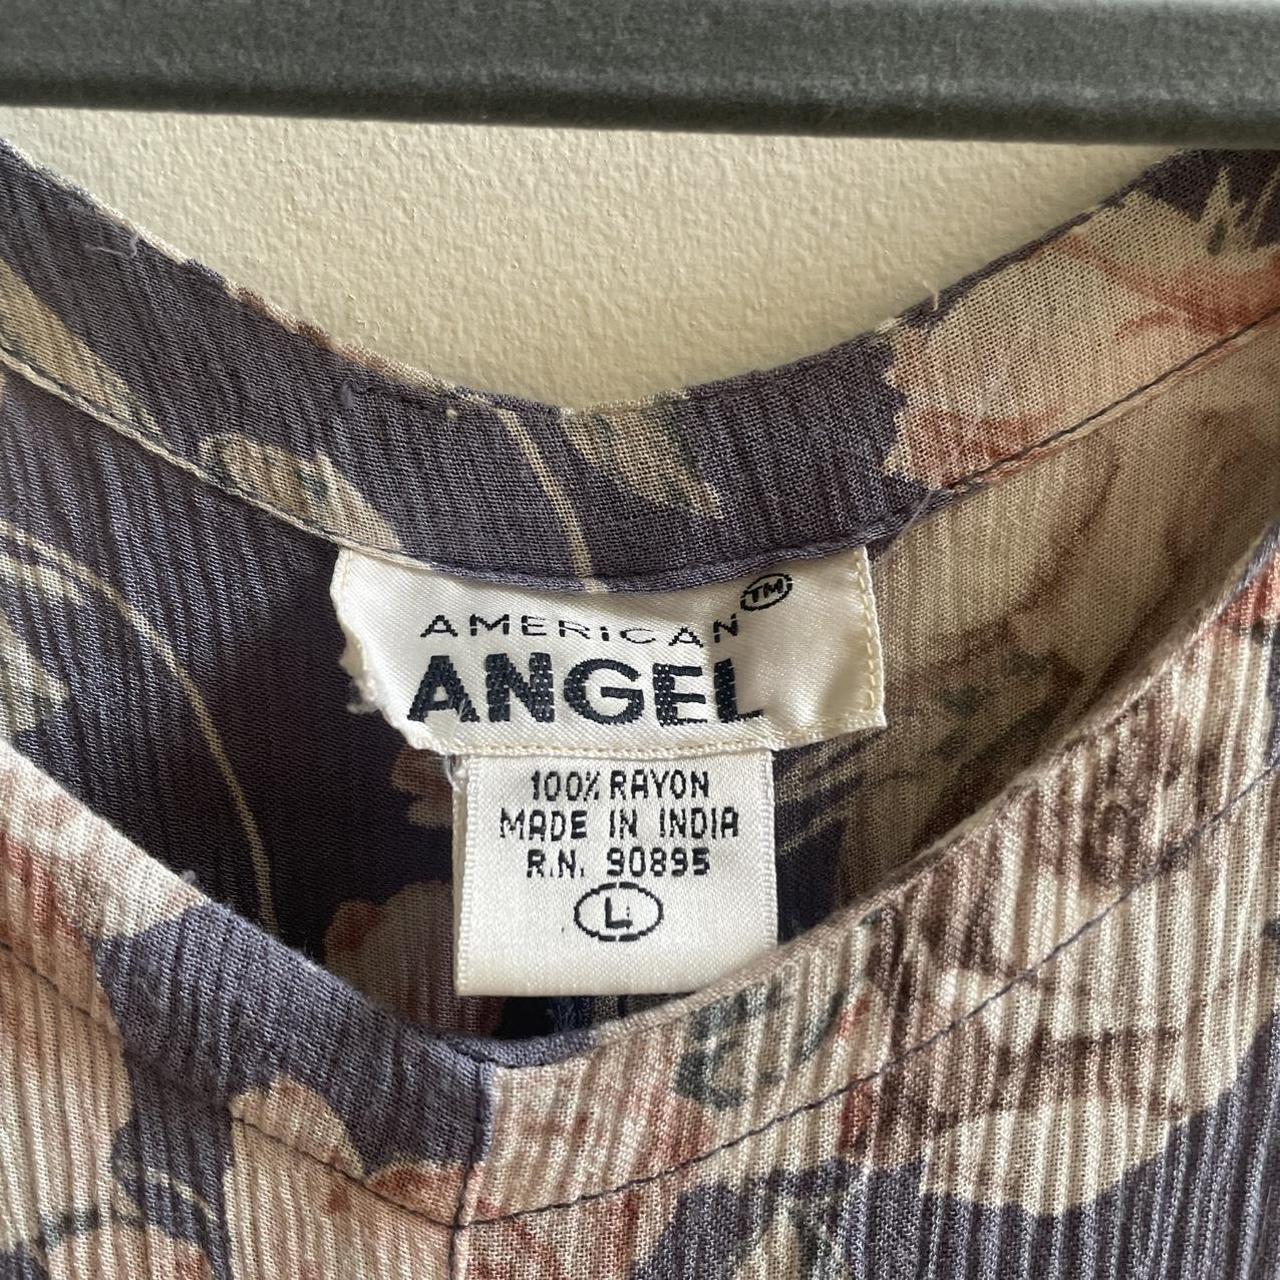 AMERICAN TM
ANGEL
100% RAYON
MADE IN INDIA
R.N. 90895
L